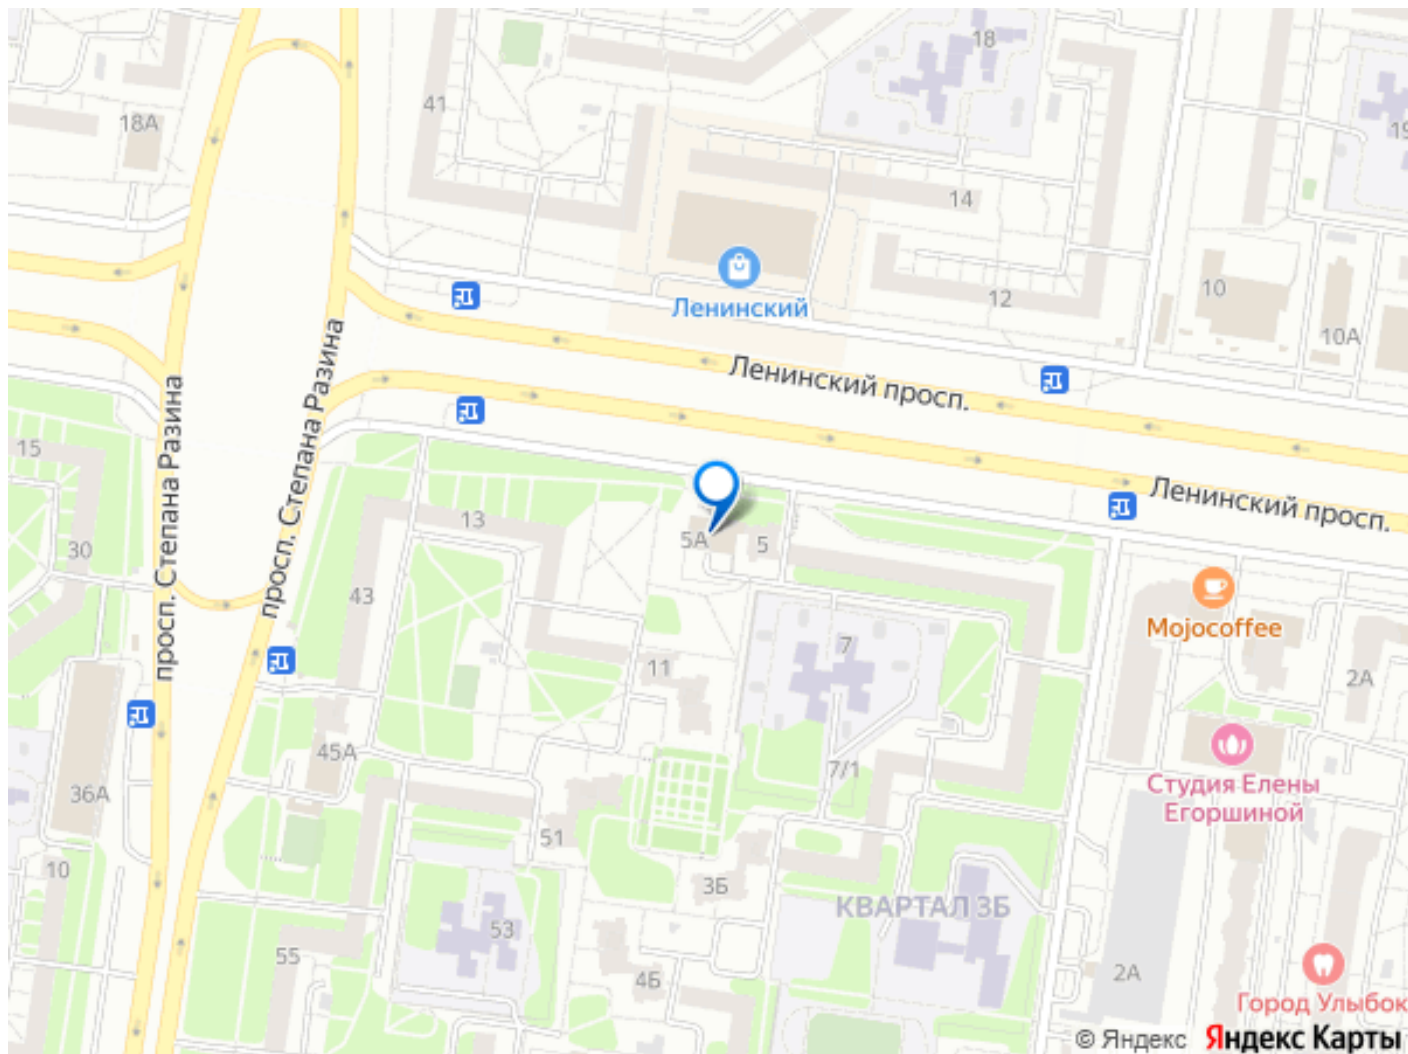 18
41
18А
19
14
12
10
10А
Ленинский
Ленинский просп.
Ленинский просп.
просп. Степана Разина
просп. Степана Разина
15
13
5А
5
30
43
Mojocoffee
7
11
2А
45А
Студия Елены
Егоршиной
7/1
36А
51
10
3Б
КВАРТАЛ 3Б
53
55
4Б
2А
Город Улыбок
© Яндекс Яндекс Карты